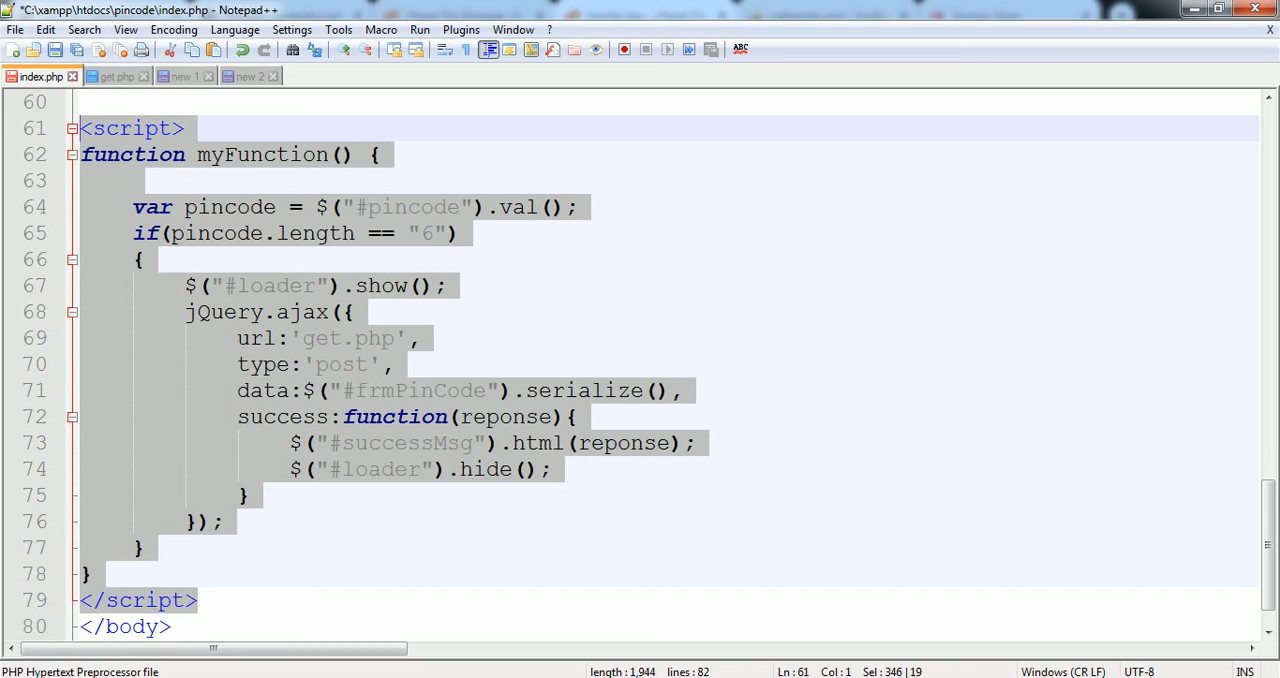 *C:\xampp\htdocs\pincode\index.php - Notepad++
File Edit Search View Encoding Language Settings Tools Macro Run Plugins Window ? X
ABC
index.php get.php new 1 new 2
60
61 <script>
62 function myFunction() {
63
64 var pincode = $("#pincode").val();
65 if(pincode.length == "6")
66 {
67 $("#loader").show();
68 jQuery.ajax({
69 url:'get.php',
70 type:'post',
71 data:$("#frmPinCode").serialize(),
72 success:function(reponse){
73 $("#successMsg").html(reponse);
74 $("#loader").hide();
75 }
76 });
77 }
78 }
79 </script>
80 </body>
PHP Hypertext Preprocessor file length : 1,944 lines : 82 Ln : 61 Col : 1 Sel : 346 | 19 Windows (CR LF) UTF-8 INS